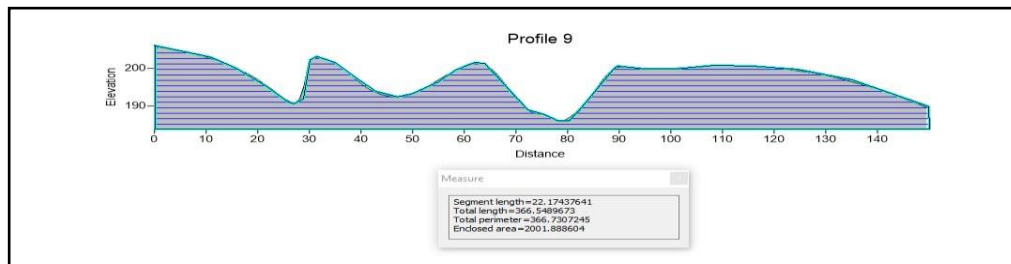 Profile 9
Elevation
200
190
0 10 20 30 40 50 60 70 80 90 100 110 120 130 140
Distance
Measure
Segment length=22.17437641
Total length=366.5489673
Total perimeter=366.7307245
Enclosed area=2001.888604